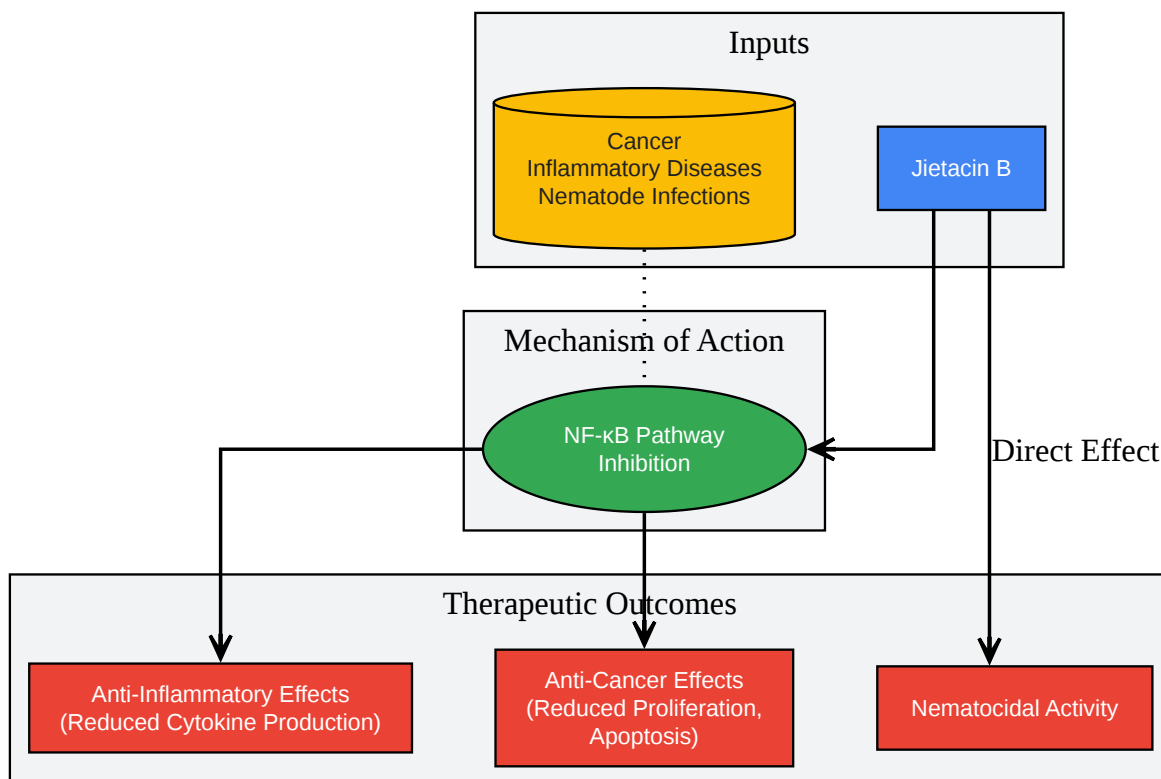 Inputs
Cancer
Inflammatory Diseases
Nematode Infections
Jietacin B
Mechanism of Action
NF-κB Pathway
Inhibition
Direct Effect
Therapeutic Outcomes
Anti-Inflammatory Effects
(Reduced Cytokine Production)
Anti-Cancer Effects
(Reduced Proliferation,
Apoptosis)
Nematocidal Activity